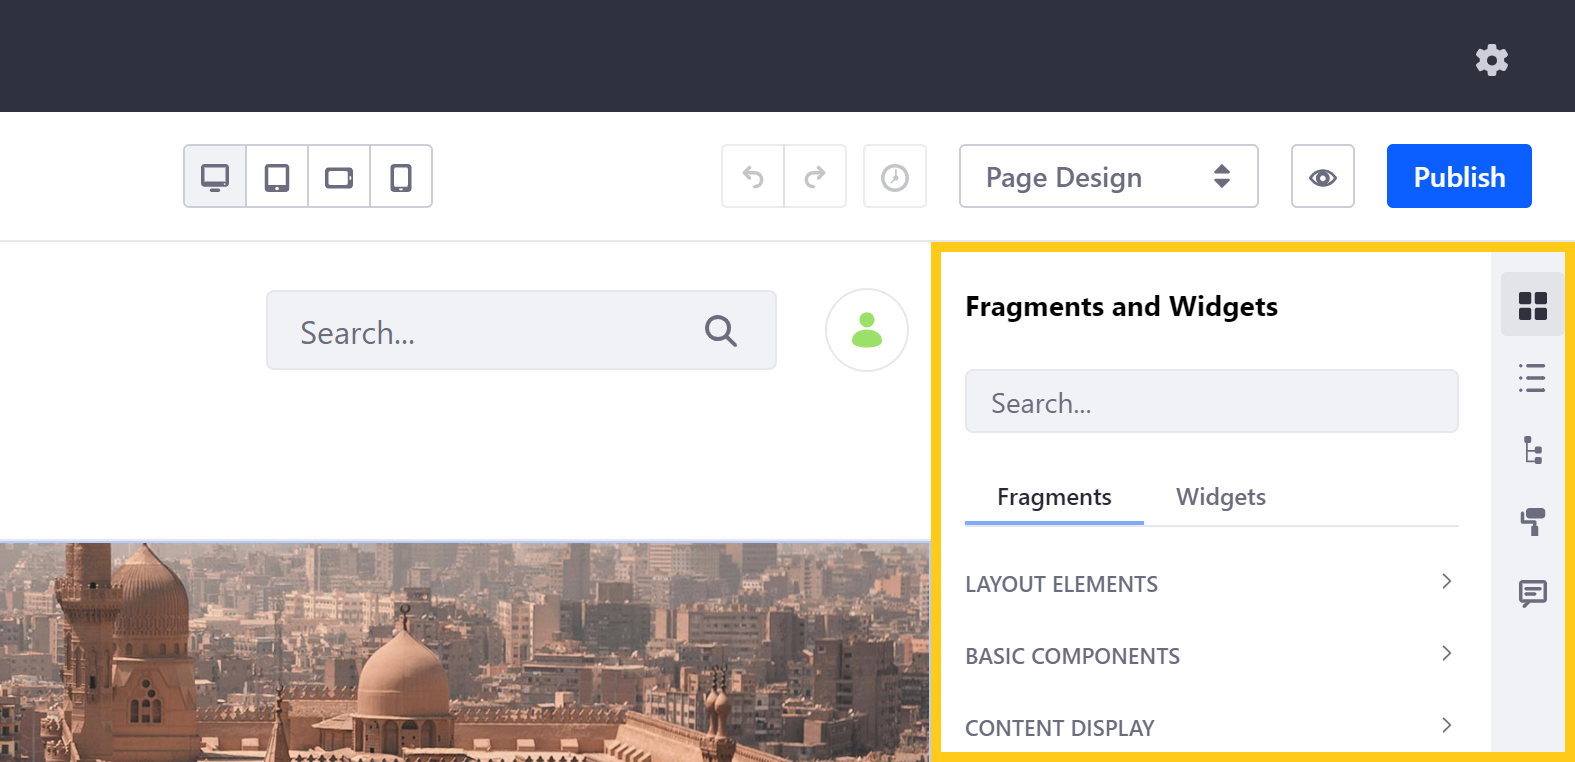 Page Design
Publish
Search...
Fragments and Widgets
Search...
Fragments Widgets
LAYOUT ELEMENTS
BASIC COMPONENTS
CONTENT DISPLAY